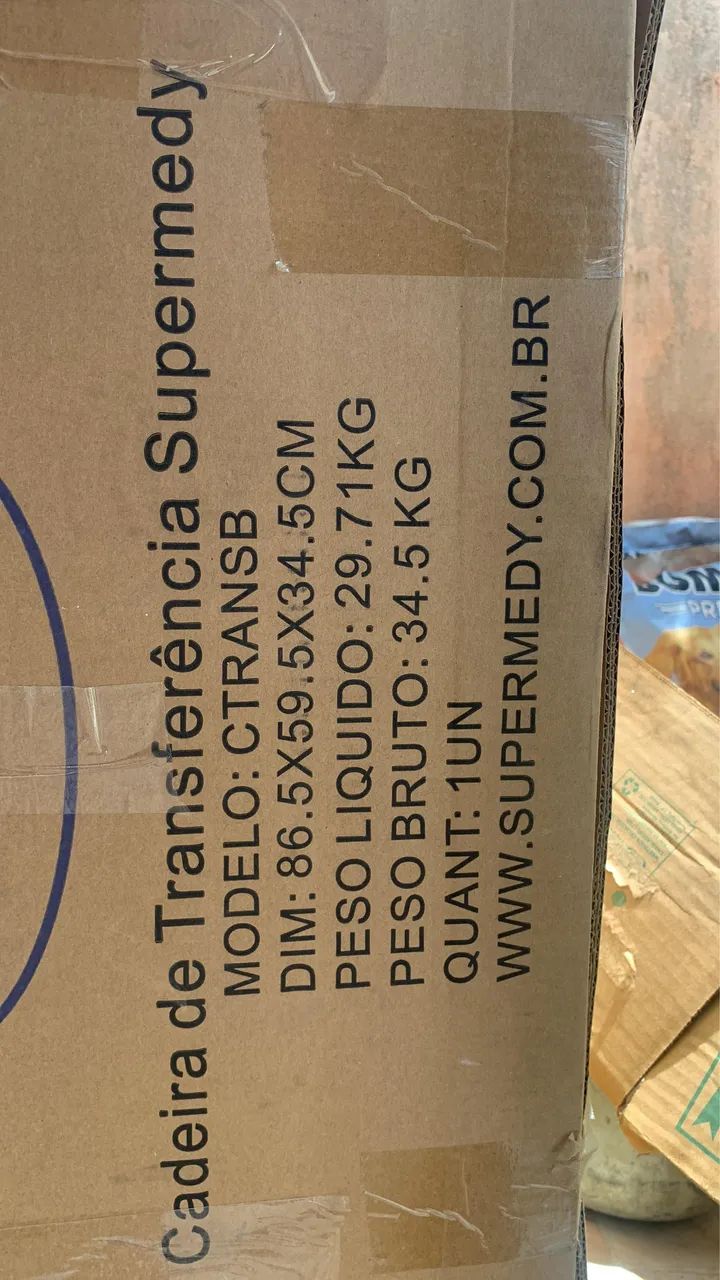 Cadeira de Transferência Supermedy
MODELO: CTRANSB
DIM: 86.5X59.5X34.5CM
PESO LIQUIDO: 29.71KG
PESO BRUTO: 34.5 KG
QUANT: 1UN
WWW.SUPERMEDY.COM.BR